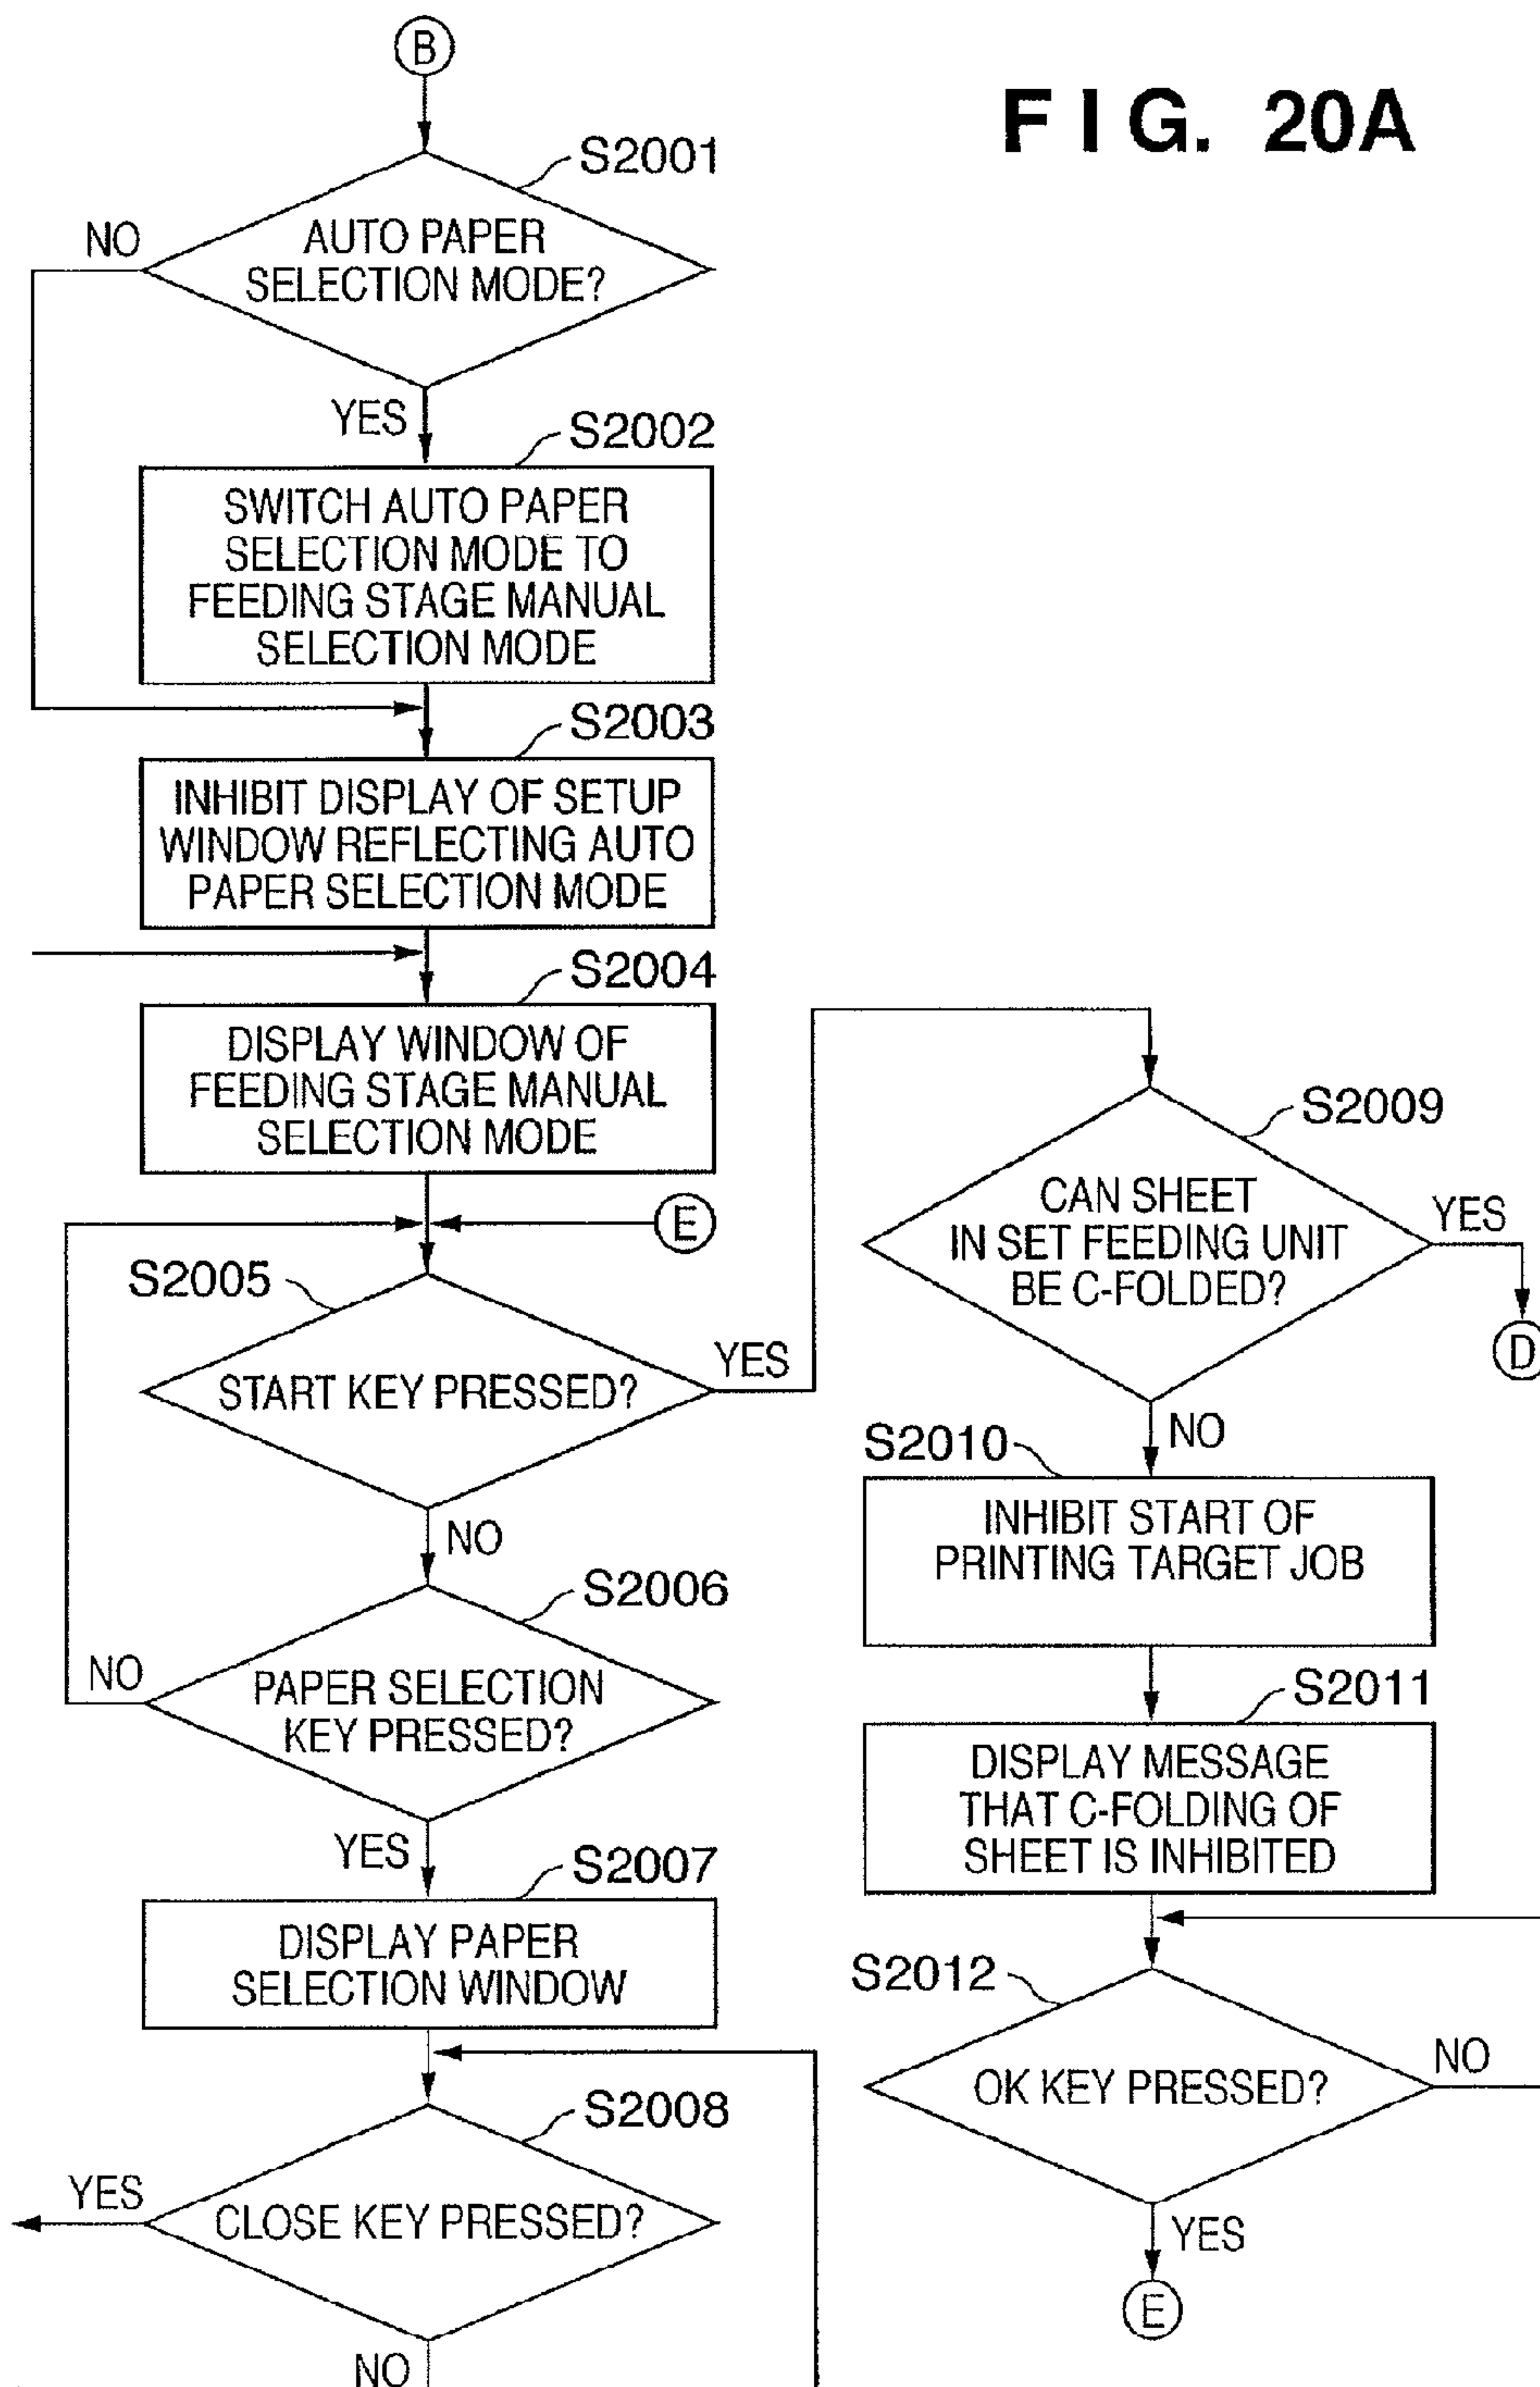 B
FIG. 20A
S2001
NO
AUTO PAPER
SELECTION MODE?
YES
S2002
SWITCH AUTO PAPER
SELECTION MODE TO
FEEDING STAGE MANUAL
SELECTION MODE
S2003
INHIBIT DISPLAY OF SETUP
WINDOW REFLECTING AUTO
PAPER SELECTION MODE
S2004
DISPLAY WINDOW OF
FEEDING STAGE MANUAL
SELECTION MODE
E
S2005
START KEY PRESSED?
YES
NO
S2006
NO
PAPER SELECTION
KEY PRESSED?
YES
S2007
DISPLAY PAPER
SELECTION WINDOW
S2008
YES
CLOSE KEY PRESSED?
NO
S2009
CAN SHEET
IN SET FEEDING UNIT
BE C-FOLDED?
YES
D
NO
S2010
INHIBIT START OF
PRINTING TARGET JOB
S2011
DISPLAY MESSAGE
THAT C-FOLDING OF
SHEET IS INHIBITED
S2012
OK KEY PRESSED?
NO
YES
E